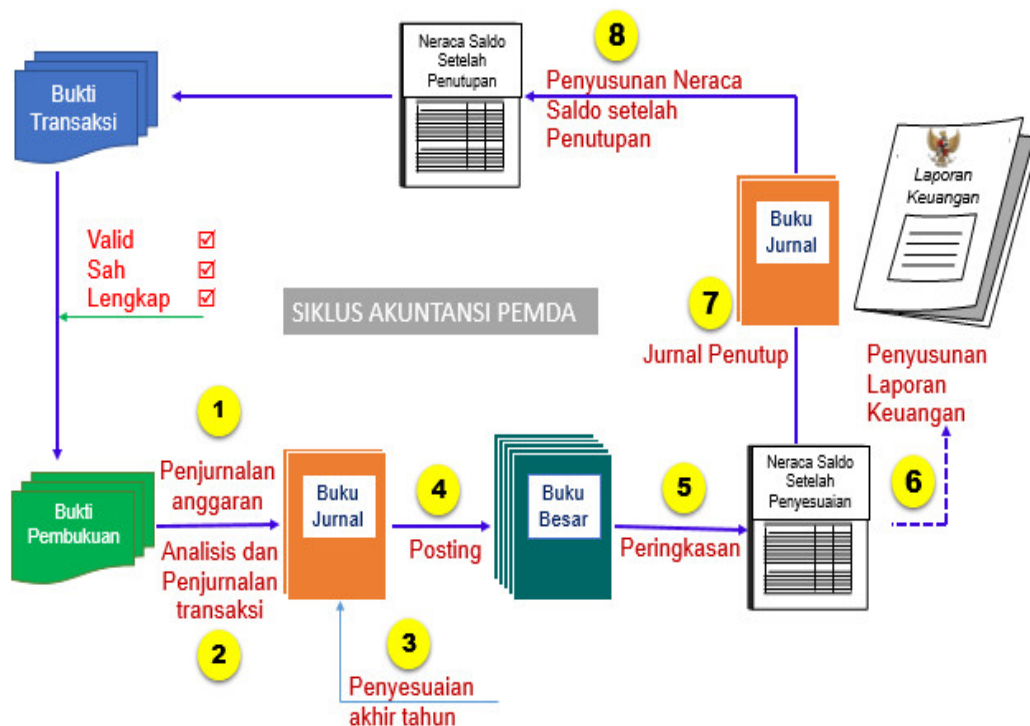 Neraca Saldo
Setelah
Penutupan
8
Penyusunan Neraca
Saldo setelah
Penutupan
Bukti
Transaksi
Laporan
Keuangan
Buku
Jurnal
Valid ☑
Sah ☑
Lengkap ☑
SIKLUS AKUNTANSI PEMDA
7
Jurnal Penutup
Penyusunan
Laporan
Keuangan
1
Penjurnalan
anggaran
Bukti
Pembukuan
Analisis dan
Penjurnalan
transaksi
2
Buku
Jurnal
4
Posting
Buku
Besar
5
Peringkasan
Neraca Saldo
Setelah
Penyesuaian
6
3
Penyesuaian
akhir tahun